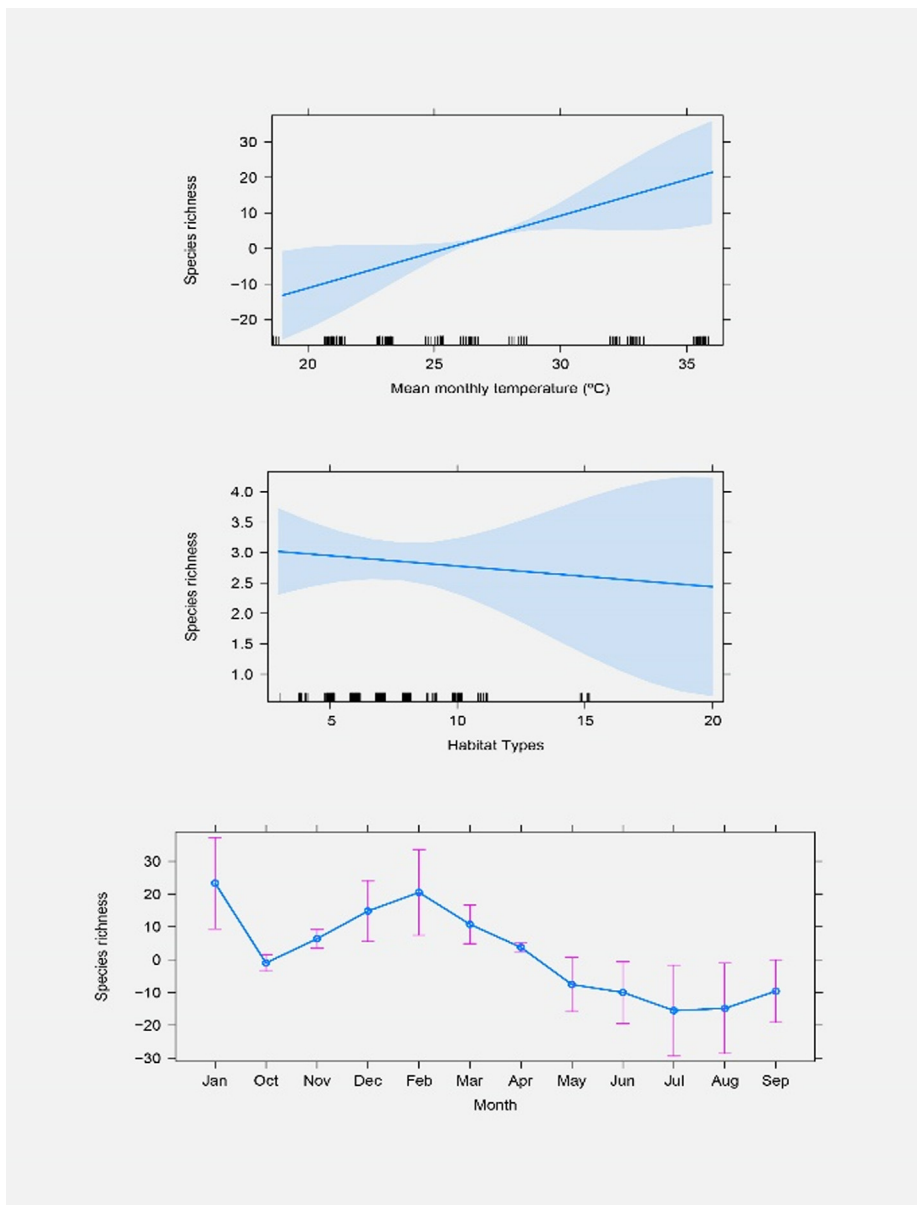 30
20
10
0
−10
−20
Species richness
20 25 30 35
Mean monthly temperature (ºC)
4.0
3.5
3.0
2.5
2.0
1.5
1.0
Species richness
5 10 15 20
Habitat Types
30
20
10
0
−10
−20
−30
Species richness
Jan Oct Nov Dec Feb Mar Apr May Jun Jul Aug Sep
Month